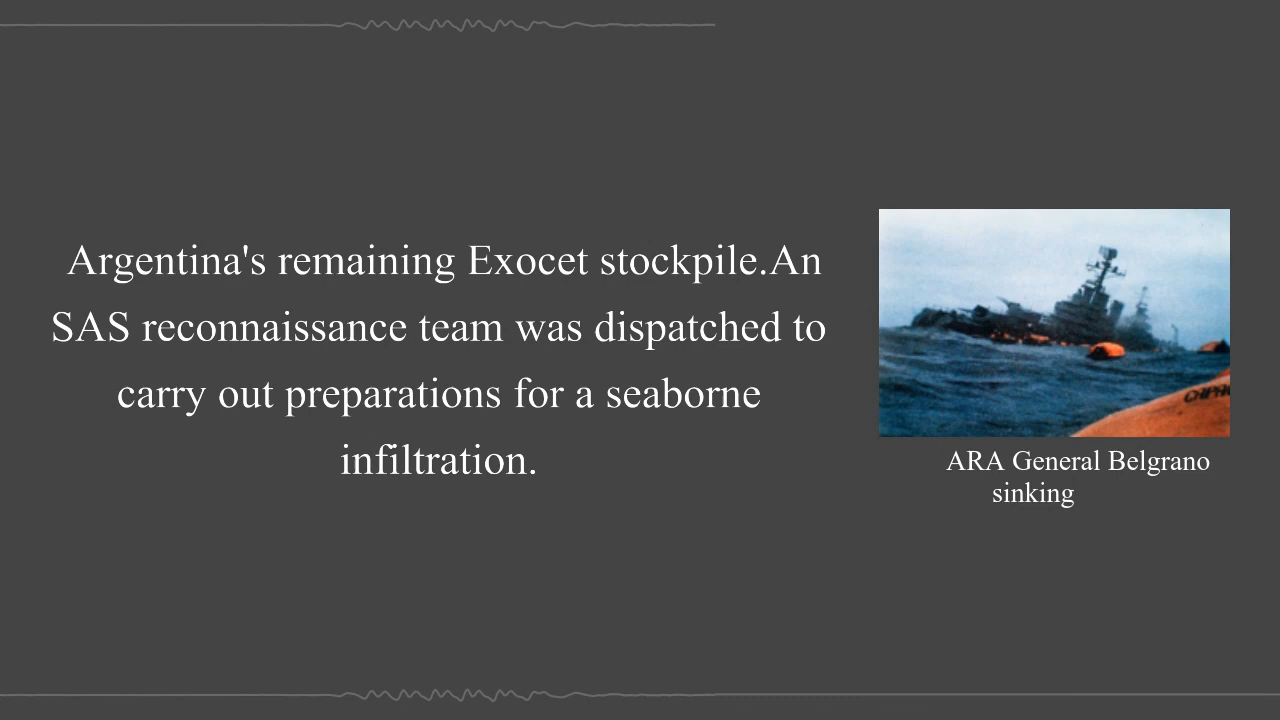 Argentina's remaining Exocet stockpile.An
SAS reconnaissance team was dispatched to
carry out preparations for a seaborne
infiltration.
ARA General Belgrano
sinking